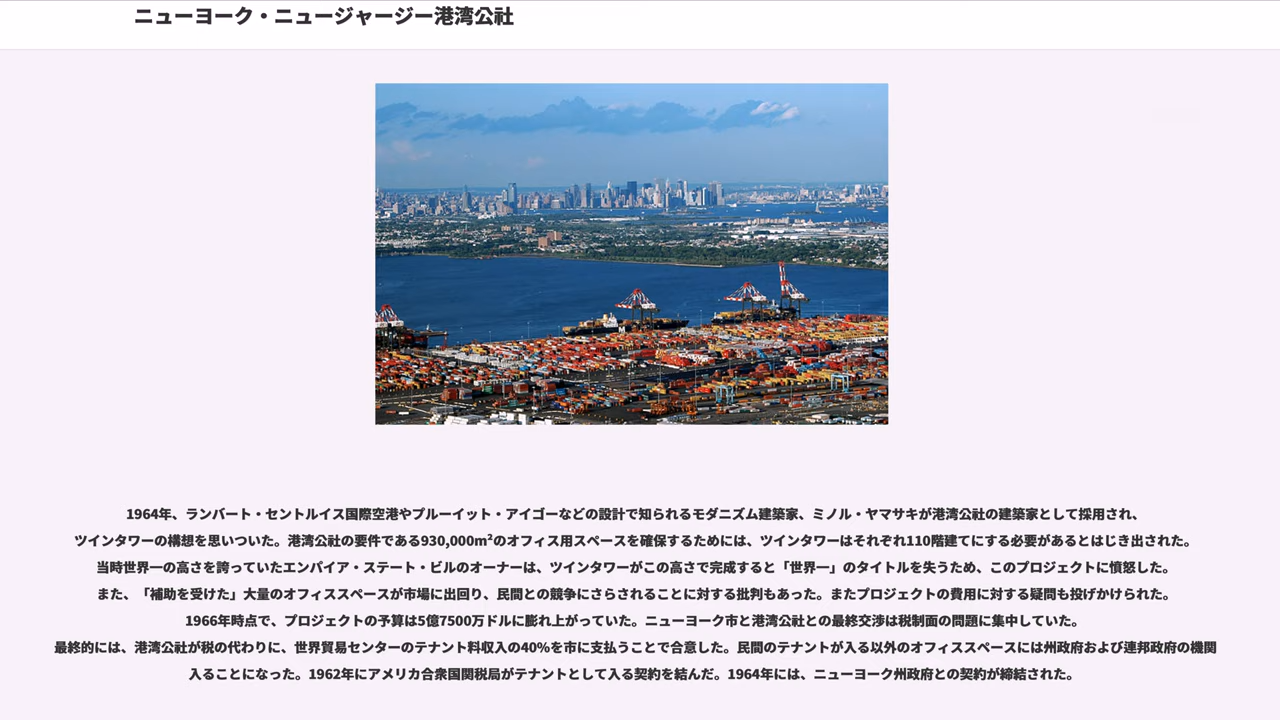 ニューヨーク・ニュージャージー港湾公社
1964年、ランバート・セントルイス国際空港やプルーイット・アイゴーなどの設計で知られるモダニズム建築家、ミノル・ヤマサキが港湾公社の建築家として採用され、
ツインタワーの構想を思いついた。港湾公社の要件である930,000m²のオフィス用スペースを確保するためには、ツインタワーはそれぞれ110階建てにする必要があるとはじき出された。
当時世界一の高さを誇っていたエンパイア・ステート・ビルのオーナーは、ツインタワーがこの高さで完成すると「世界一」のタイトルを失うため、このプロジェクトに憤怒した。
また、「補助を受けた」大量のオフィススペースが市場に出回り、民間との競争にさらされることに対する批判もあった。またプロジェクトの費用に対する疑問も投げかけられた。
1966年時点で、プロジェクトの予算は5億7500万ドルに膨れ上がっていた。ニューヨーク市と港湾公社との最終交渉は税制面の問題に集中していた。
最終的には、港湾公社が税の代わりに、世界貿易センターのテナント料収入の40%を市に支払うことで合意した。民間のテナントが入る以外のオフィススペースには州政府および連邦政府の機関
入ることになった。1962年にアメリカ合衆国関税局がテナントとして入る契約を結んだ。1964年には、ニューヨーク州政府との契約が締結された。